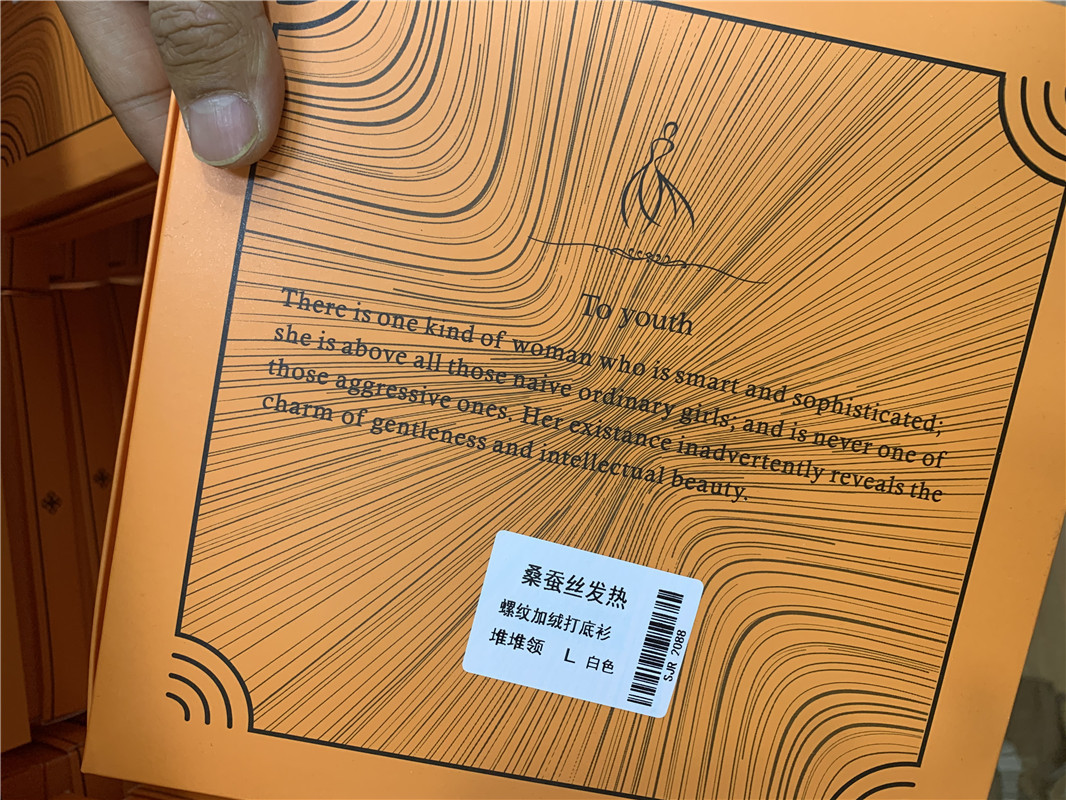 To youth
There is one kind of woman who is smart and sophisticated;
she is above all those naive ordinary girls; and is never one of
those aggressive ones. Her existance inadvertently reveals the
charm of gentleness and intellectual beauty.
桑蚕丝发热
螺纹加绒打底衫
堆堆领 L 白色
SJR 2088